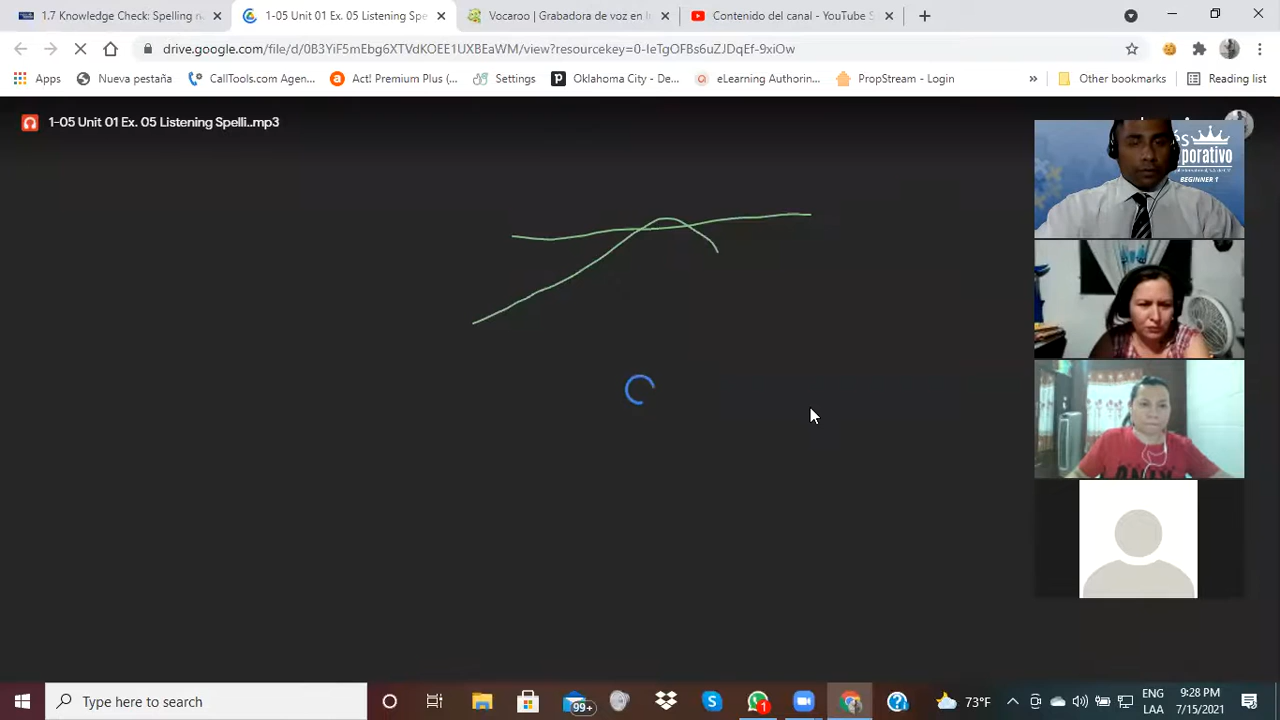 1.7 Knowledge Check: Spelling n
1-05 Unit 01 Ex. 05 Listening Spe
Vocaroo | Grabadora de voz en lí
Contenido del canal - YouTube S
drive.google.com/file/d/0B3YiF5mEbg6XTVdKOEE1UXBEaWM/view?resourcekey=0-IeTgOFBs6uZJDqEf-9xiOw
Apps
Nueva pestaña
CallTools.com Agen...
Act! Premium Plus (...
Settings
Oklahoma City - De...
eLearning Authorin...
PropStream - Login
»
Other bookmarks
Reading list
1-05 Unit 01 Ex. 05 Listening Spelli..mp3
és
porativo
BEGINNER 1
Type here to search
99+
1
73°F
ENG
LAA
9:28 PM
7/15/2021